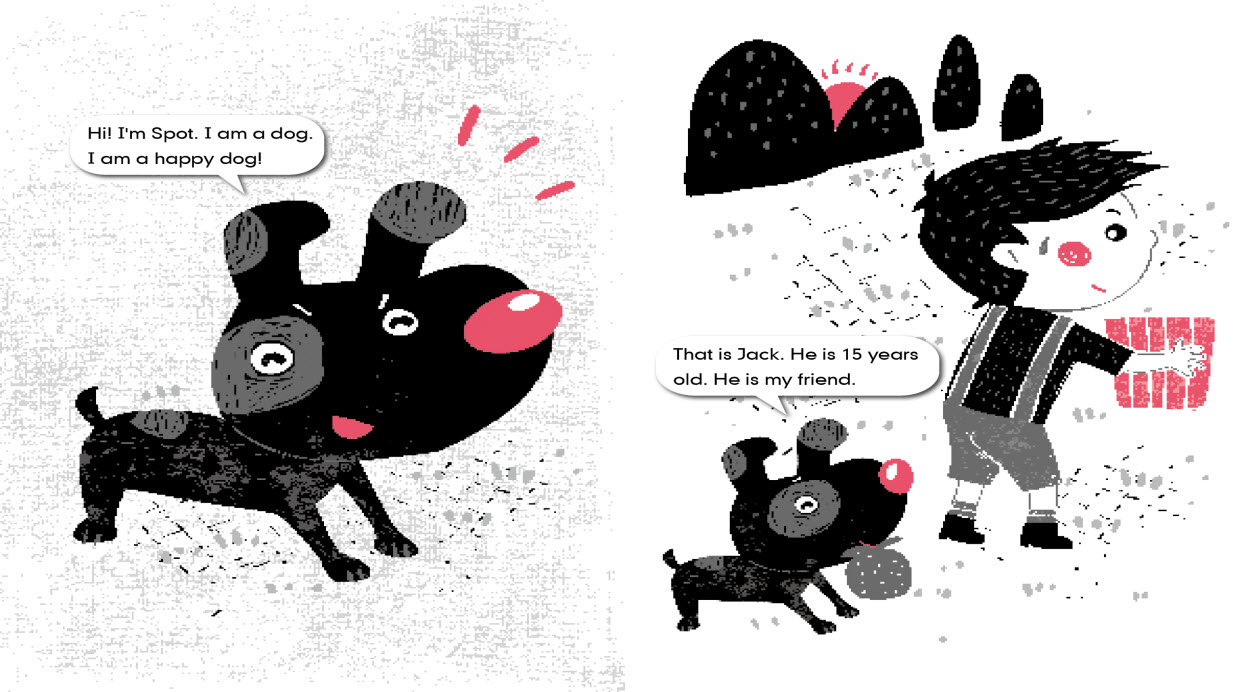 Hi! I'm Spot. I am a dog.
I am a happy dog!
That is Jack. He is 15 years
old. He is my friend.